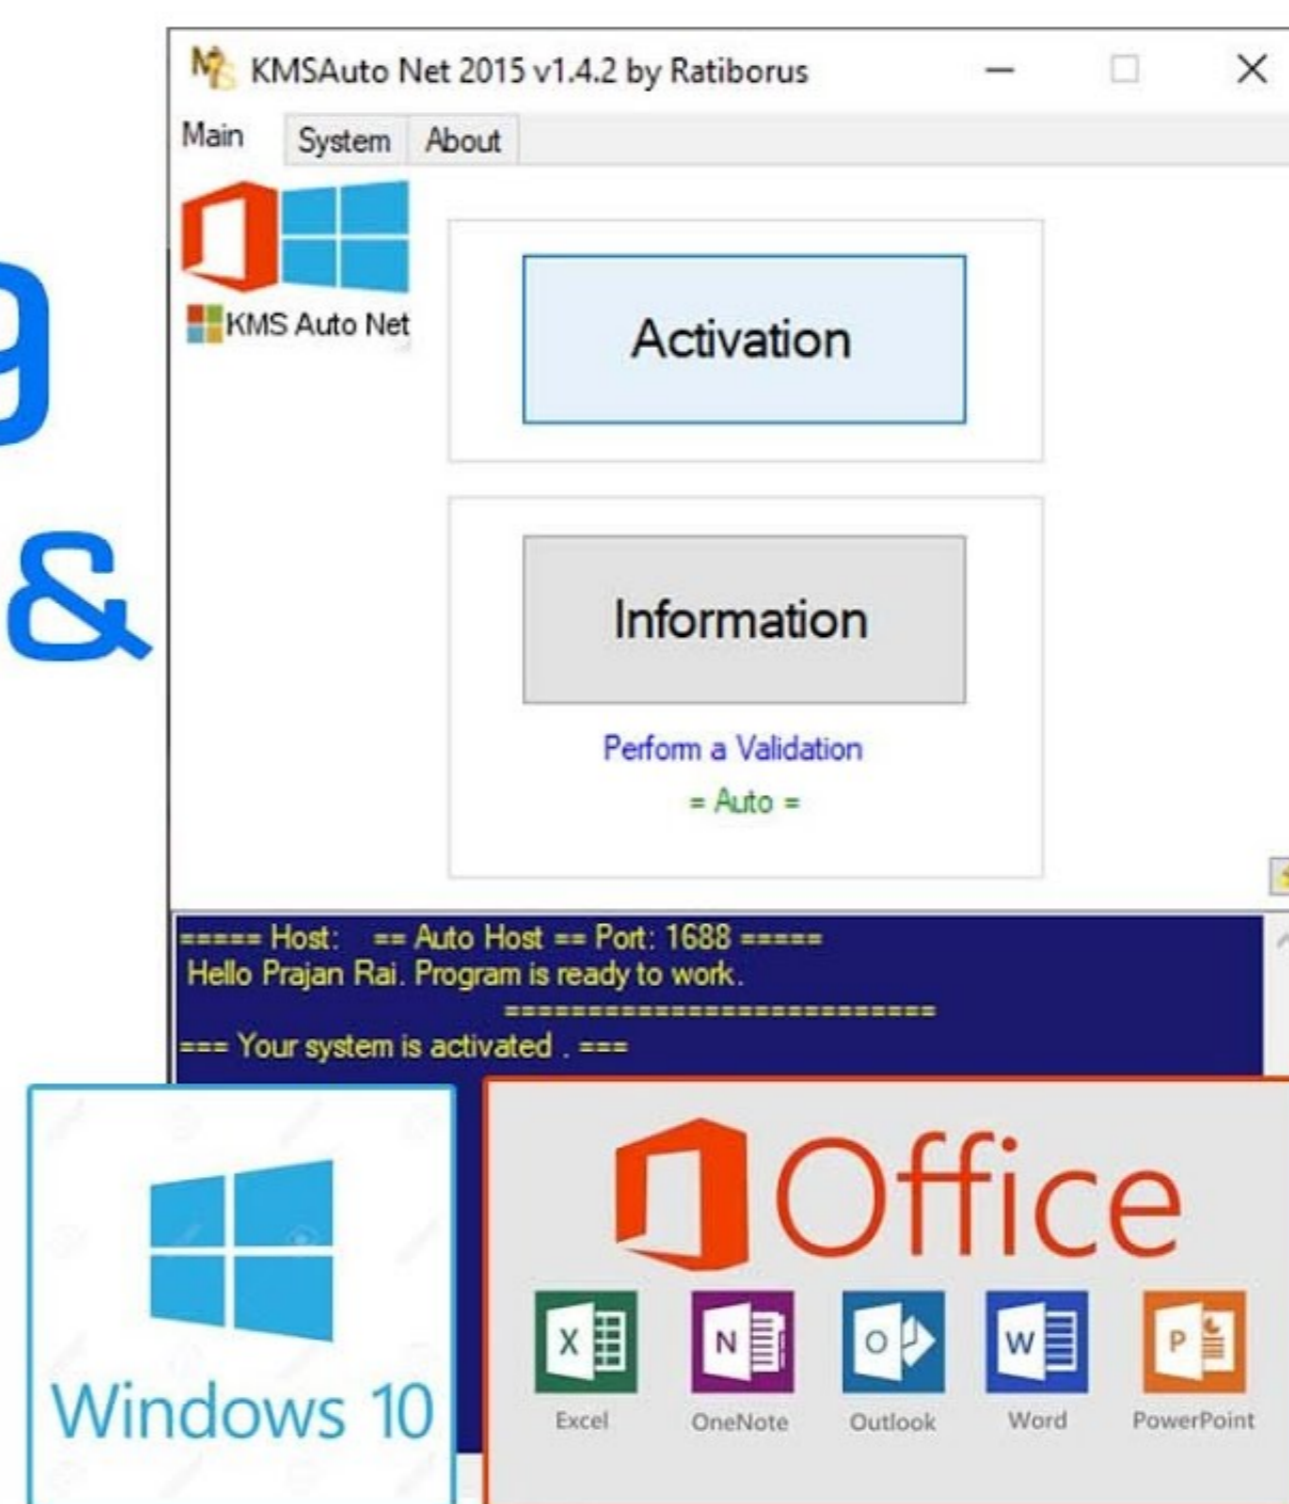 KMSAuto Net 2015 v1.4.2 by Ratiborus
Main System About
KMS Auto Net
Activation
Information
Perform a Validation
= Auto =
g
&
===== Host: == Auto Host == Port: 1688 =====
Hello Prajan Rai. Program is ready to work.
==========================
=== Your system is activated . ===
Windows 10
Office
X N O W P
Excel OneNote Outlook Word PowerPoint